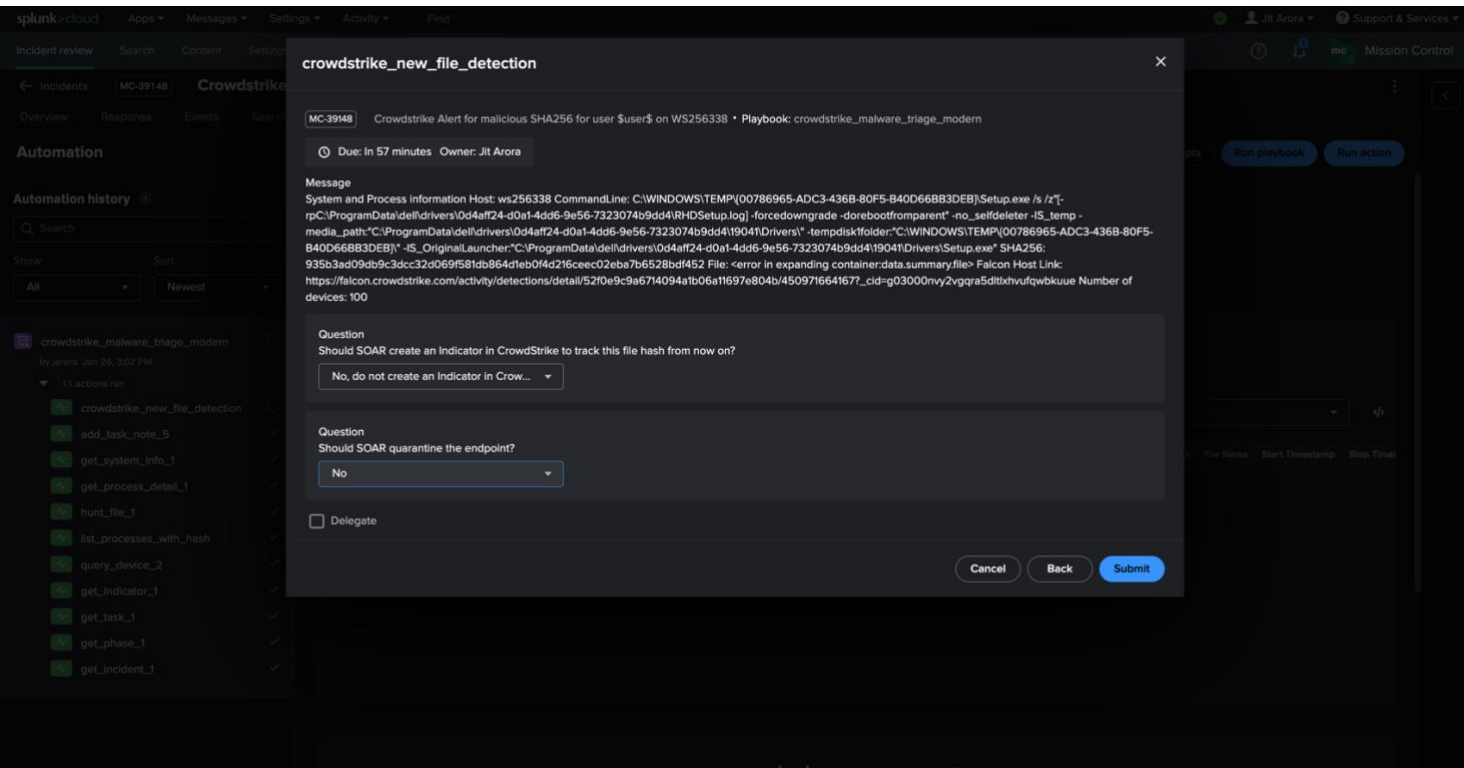 splunk>cloud Apps Messages Settings Activity Find Jit Arora Support & Services
Incident review Search Content Settings mc Mission Control
Incidents MC-39148 Crowdstrike
Overview Response Events Search
Automation
Run playbook Run action
Automation history 1
Search
Show Sort
All Newest
crowdstrike_malware_triage_modern
by jarora Jun 26, 3:02 PM
11 actions ran
crowdstrike_new_file_detection
add_task_note_5
get_system_info_1
get_process_detail_1
hunt_file_1
list_processes_with_hash
query_device_2
get_indicator_1
get_task_1
get_phase_1
get_incident_1
File Name Start Timestamp
crowdstrike_new_file_detection
MC-39148 Crowdstrike Alert for malicious SHA256 for user $user$ on WS256338 • Playbook: crowdstrike_malware_triage_modern
Due: In 57 minutes Owner: Jit Arora
Message
System and Process information Host: ws256338 CommandLine: C:\WINDOWS\TEMP\{00786965-ADC3-436B-80F5-B40D66BB3DEB}\Setup.exe /s /z"[-
rpC:\ProgramData\dell\drivers\0d4aff24-d0a1-4dd6-9e56-7323074b9dd4\RHDSetup.log] -forcedowngrade -dorebootfromparent" -no_selfdeleter -IS_temp -
media_path:"C:\ProgramData\dell\drivers\0d4aff24-d0a1-4dd6-9e56-7323074b9dd4\19041\Drivers\" -tempdisk1folder:"C:\WINDOWS\TEMP\{00786965-ADC3-436B-80F5-
B40D66BB3DEB}\" -IS_OriginalLauncher:"C:\ProgramData\dell\drivers\0d4aff24-d0a1-4dd6-9e56-7323074b9dd4\19041\Drivers\Setup.exe" SHA256:
935b3ad09db9c3dcc32d069f581db864d1eb0f4d216ceec02eba7b6528bdf452 File: <error in expanding container:data.summary.file> Falcon Host Link:
https://falcon.crowdstrike.com/activity/detections/detail/52f0e9c9a6714094a1b06a11697e804b/450971664167?_cid=g03000nvy2vgqra5dltlxhvufqwbkuue Number of
devices: 100
Question
Should SOAR create an Indicator in CrowdStrike to track this file hash from now on?
No, do not create an Indicator in Crow...
Question
Should SOAR quarantine the endpoint?
No
Delegate
Cancel Back Submit